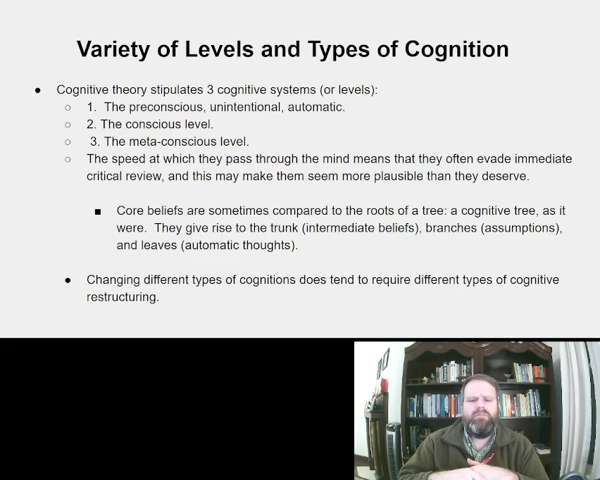 Variety of Levels and Types of Cognition
● Cognitive theory stipulates 3 cognitive systems (or levels):
○ 1. The preconscious, unintentional, automatic.
○ 2. The conscious level.
○ 3. The meta-conscious level.
○ The speed at which they pass through the mind means that they often evade immediate
critical review, and this may make them seem more plausible than they deserve.
■ Core beliefs are sometimes compared to the roots of a tree: a cognitive tree, as it
were. They give rise to the trunk (intermediate beliefs), branches (assumptions),
and leaves (automatic thoughts).
● Changing different types of cognitions does tend to require different types of cognitive
restructuring.